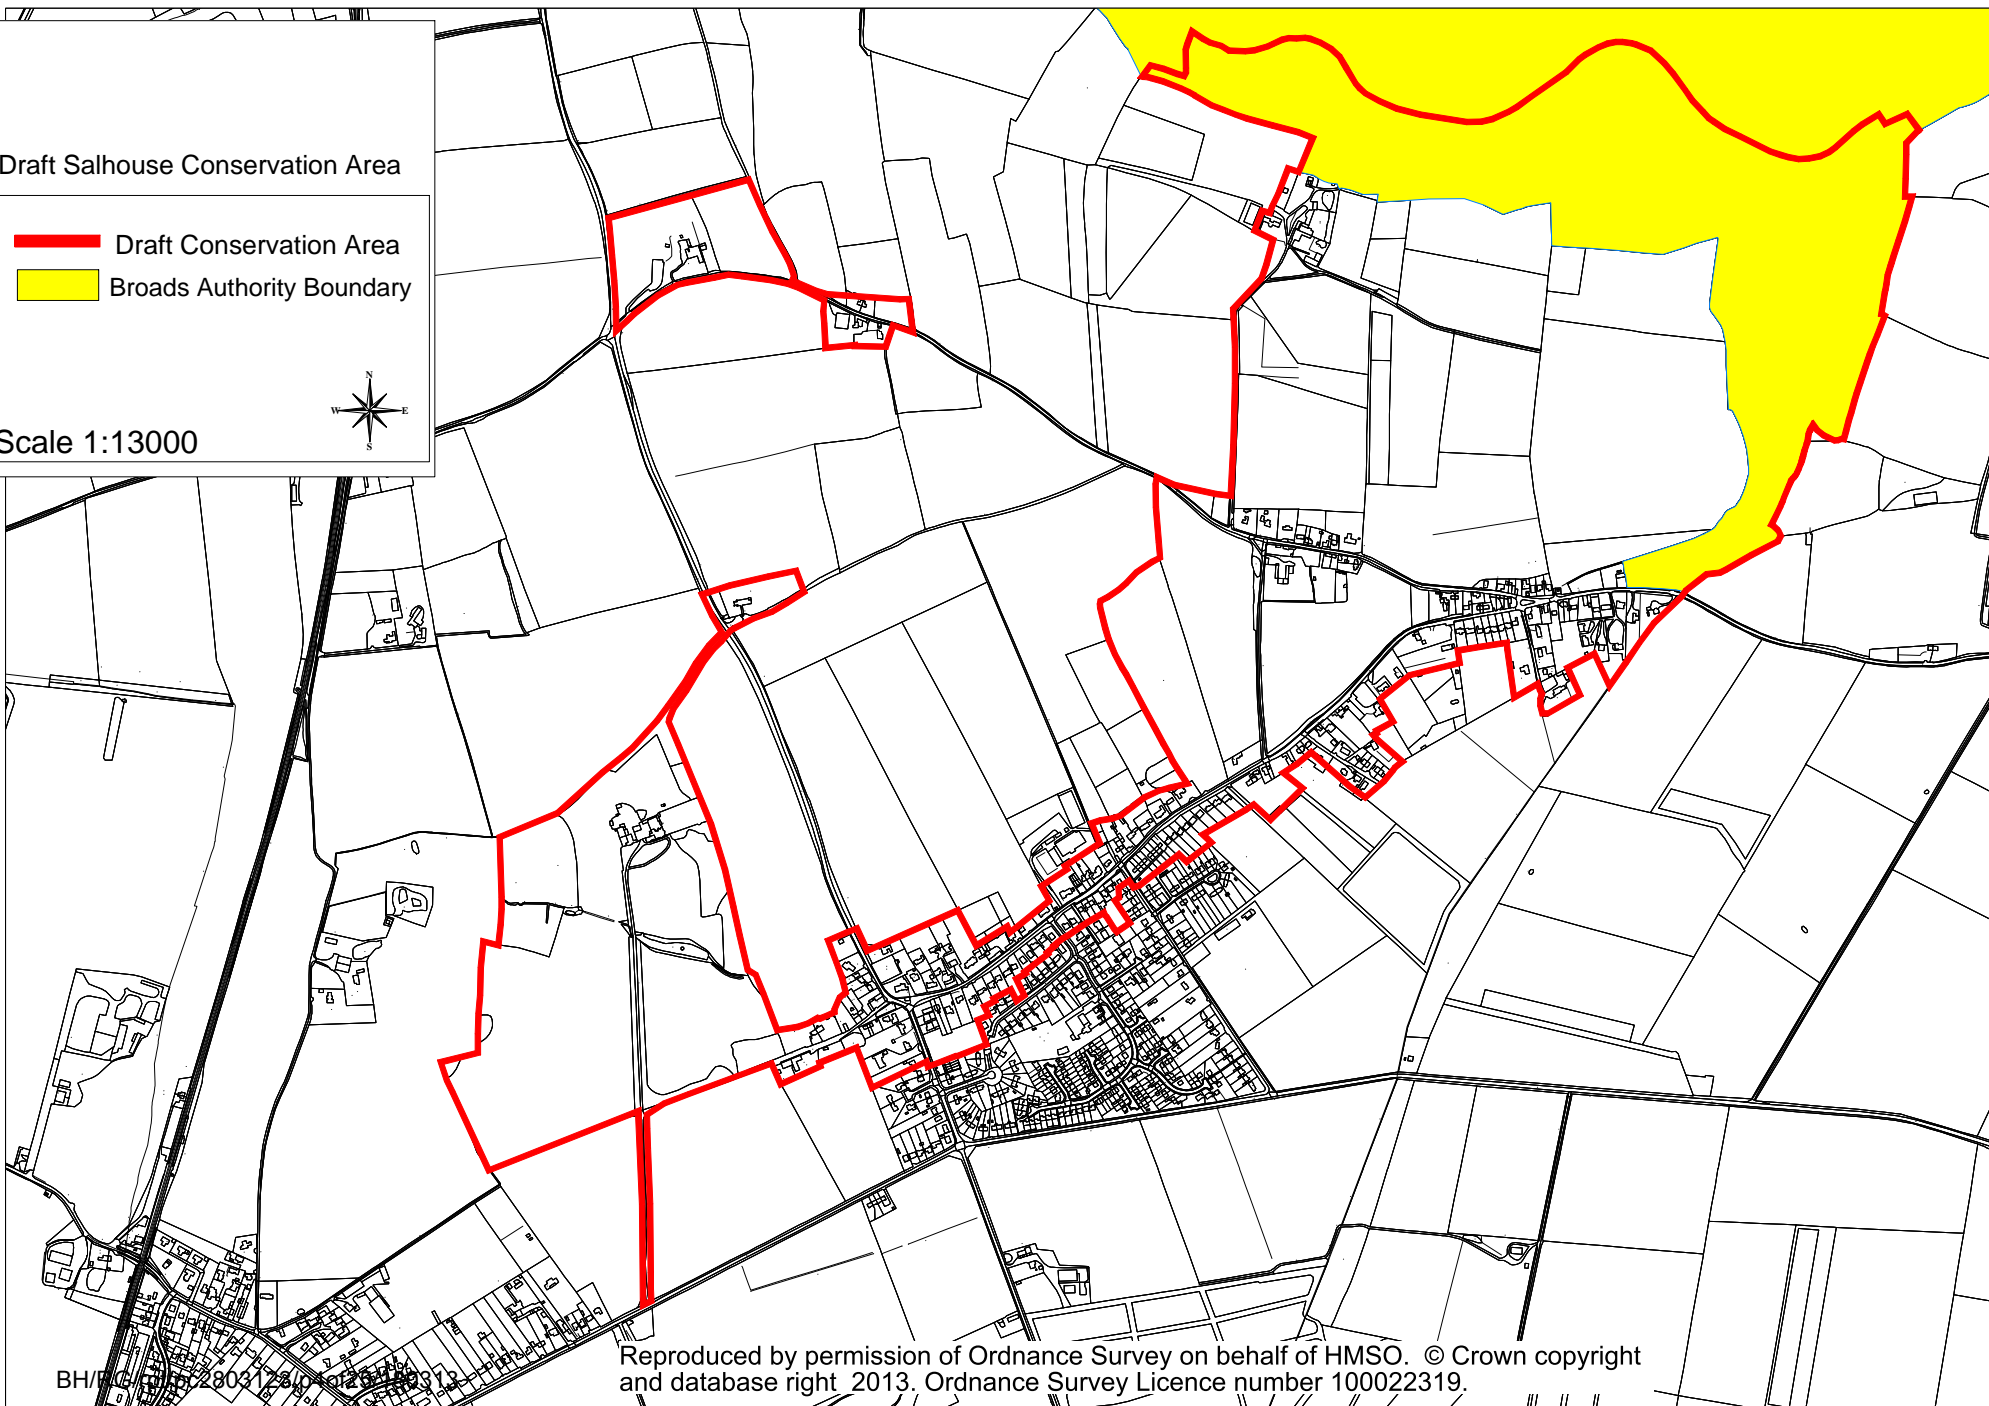 Draft Salhouse Conservation Area
Draft Conservation Area
Broads Authority Boundary
N
W E
S
Scale 1:13000
Reproduced by permission of Ordnance Survey on behalf of HMSO. © Crown copyright
and database right 2013. Ordnance Survey Licence number 100022319.